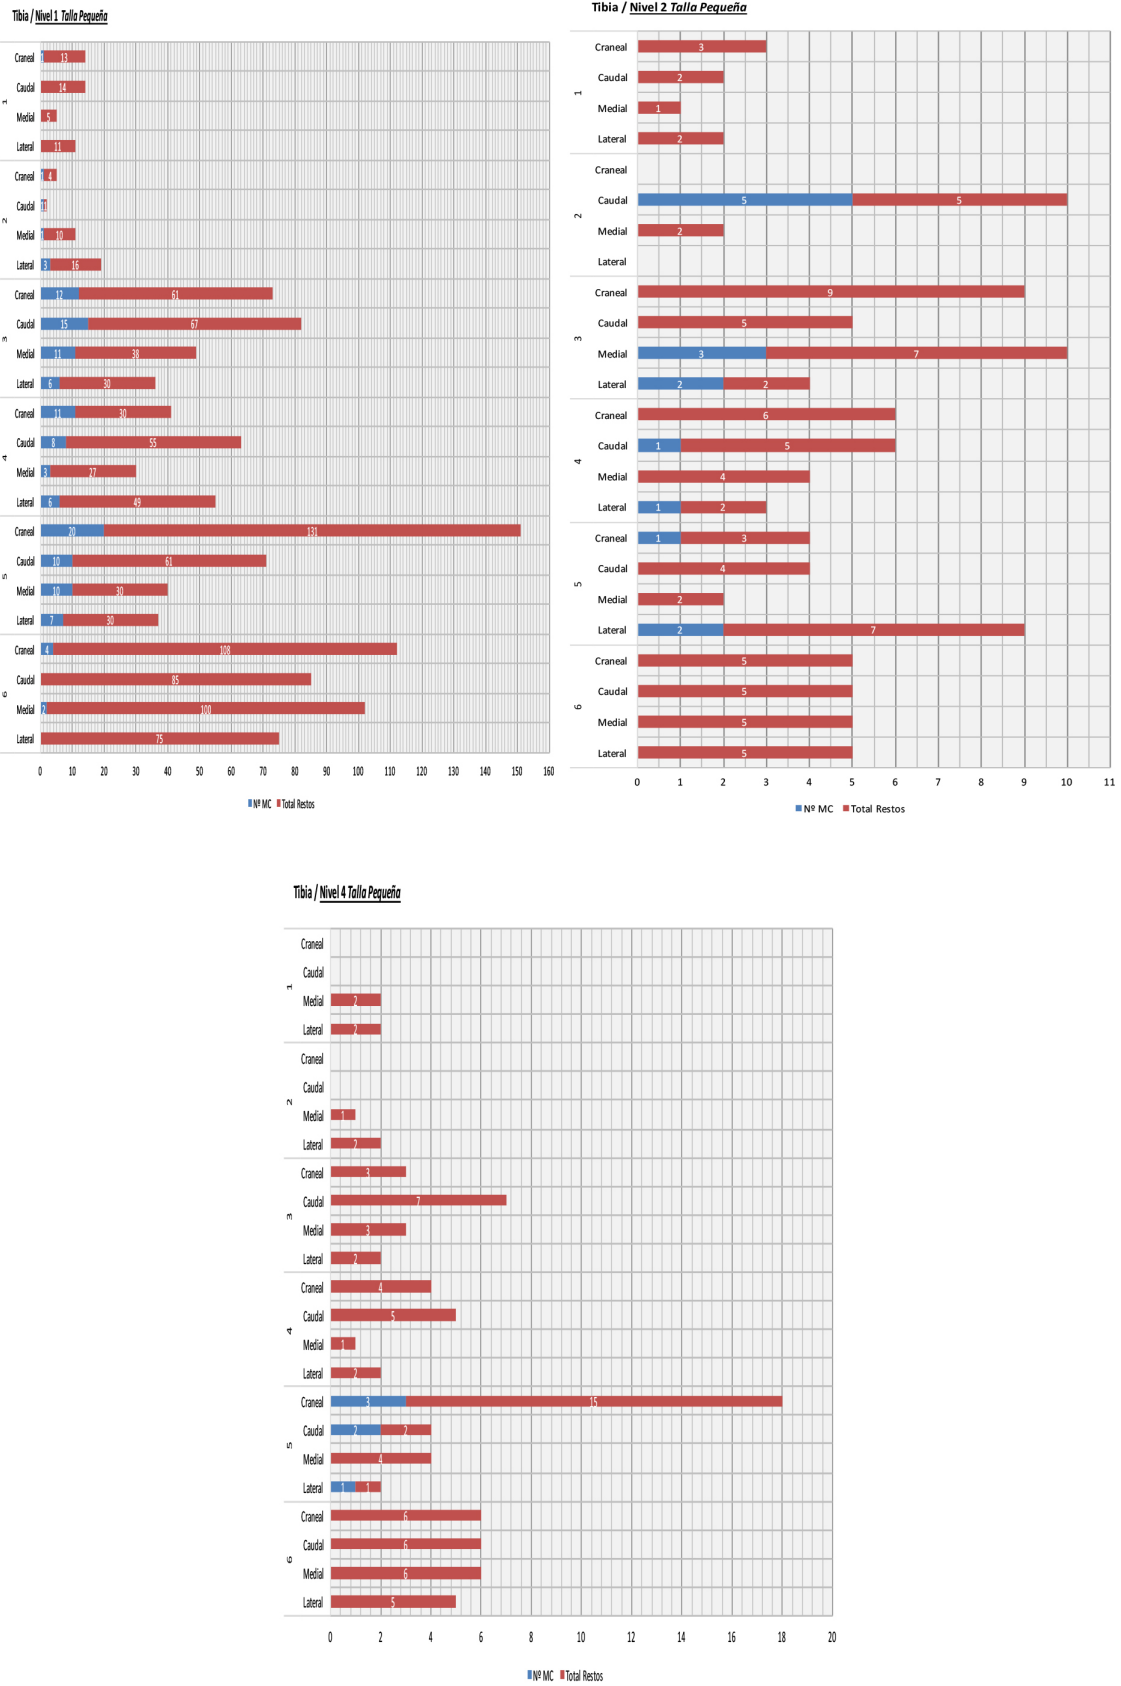 Tibia / Nivel 1 Talla Pequeña
Craneal 13
Caudal 14
Medial 5
Lateral 11
1
Craneal 4
Caudal 1
Medial 10
Lateral 3 16
2
Craneal 12 61
Caudal 15 67
Medial 11 38
Lateral 6 30
3
Craneal 11 30
Caudal 8 55
Medial 3 27
Lateral 6 49
4
Craneal 20 131
Caudal 10 61
Medial 10 30
Lateral 7 30
5
Craneal 4 108
Caudal 85
Medial 2 100
Lateral 75
6
0 10 20 30 40 50 60 70 80 90 100 110 120 130 140 150 160
Nº MC Total Restos
Tibia / Nivel 2 Talla Pequeña
Craneal 3
Caudal 2
Medial 1
Lateral 2
1
Craneal
Caudal 5 5
Medial 2
Lateral
2
Craneal 9
Caudal 5
Medial 3 7
Lateral 2 2
3
Craneal 6
Caudal 1 5
Medial 4
Lateral 1 2
4
Craneal 1 3
Caudal 4
Medial 2
Lateral 2 7
5
Craneal 5
Caudal 5
Medial 5
Lateral 5
6
0 1 2 3 4 5 6 7 8 9 10 11
Nº MC Total Restos
Tibia / Nivel 4 Talla Pequeña
Craneal
Caudal
Medial 2
Lateral 2
1
Craneal
Caudal
Medial 1
Lateral 2
2
Craneal 3
Caudal 7
Medial 3
Lateral 2
3
Craneal 4
Caudal 5
Medial 1
Lateral 2
4
Craneal 3 15
Caudal 2 2
Medial 4
Lateral 1 1
5
Craneal 6
Caudal 6
Medial 6
Lateral 5
6
0 2 4 6 8 10 12 14 16 18 20
Nº MC Total Restos